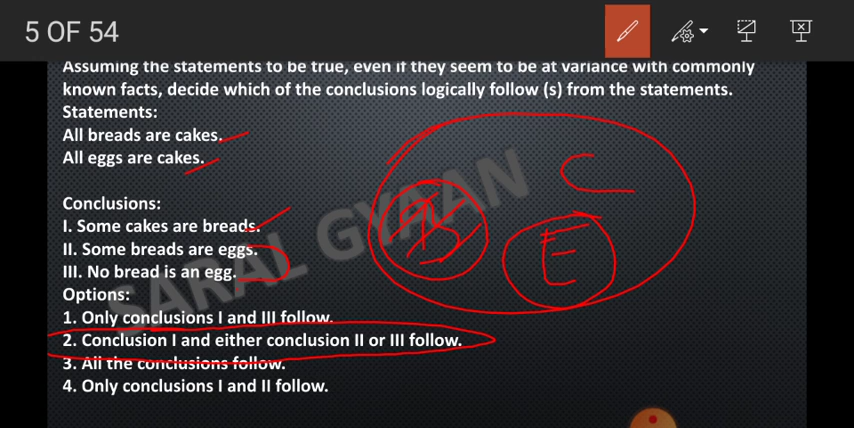 5 OF 54
Assuming the statements to be true, even if they seem to be at variance with commonly
known facts, decide which of the conclusions logically follow (s) from the statements.
Statements:
All breads are cakes.
All eggs are cakes.
Conclusions:
I. Some cakes are breads.
II. Some breads are eggs.
III. No bread is an egg.
Options:
1. Only conclusions I and III follow.
2. Conclusion I and either conclusion II or III follow.
3. All the conclusions follow.
4. Only conclusions I and II follow.
SARAL GYAAN
C
B
E